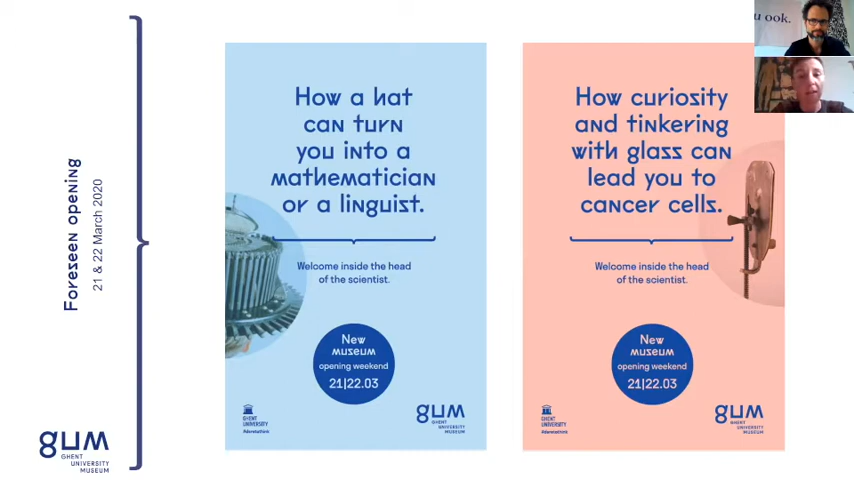 Foreseen opening
21 & 22 March 2020
gum
GHENT
UNIVERSITY
MUSEUM
How a hat
can turn
you into a
mathematician
or a linguist.
Welcome inside the head
of the scientist.
New
museum
opening weekend
21|22.03
GHENT
UNIVERSITY
#daretothink
gum
GHENT
UNIVERSITY
MUSEUM
How curiosity
and tinkering
with glass can
lead you to
cancer cells.
Welcome inside the head
of the scientist.
New
museum
opening weekend
21|22.03
GHENT
UNIVERSITY
#daretothink
gum
GHENT
UNIVERSITY
MUSEUM
u ook.